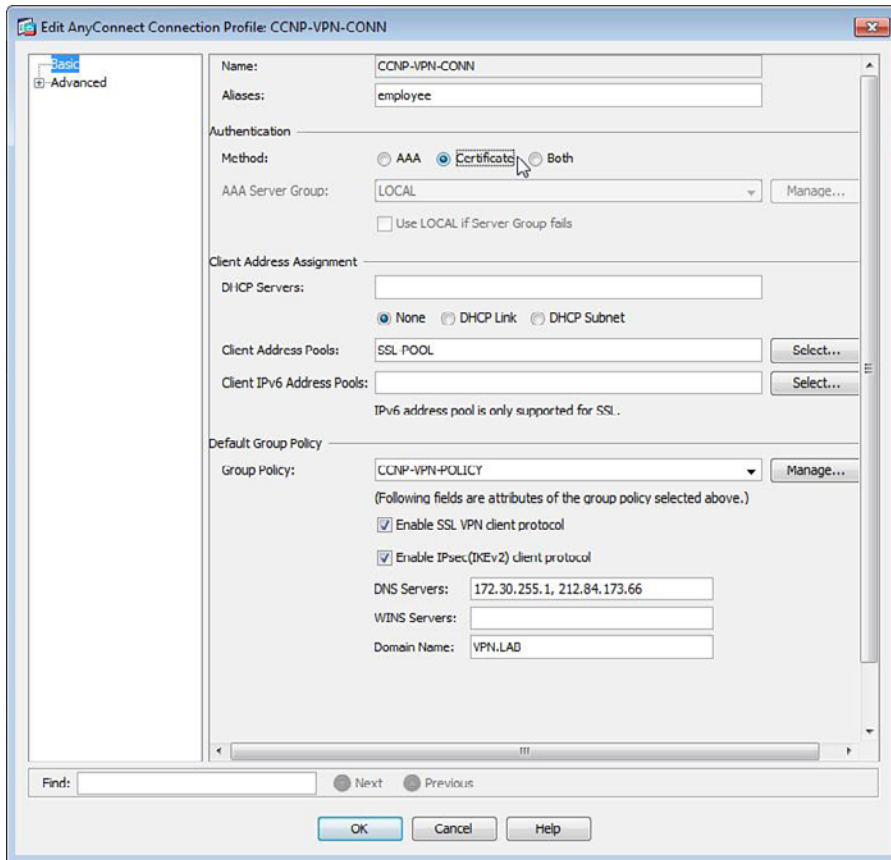 Edit AnyConnect Connection Profile: CCNP-VPN-CONN
Basic
Advanced
Name: CCNP-VPN-CONN
Aliases: employee
Authentication
Method: AAA Certificate Both
AAA Server Group: LOCAL Manage...
Use LOCAL if Server Group fails
Client Address Assignment
DHCP Servers:
None DHCP Link DHCP Subnet
Client Address Pools: SSL-POOL Select...
Client IPv6 Address Pools: Select...
IPv6 address pool is only supported for SSL.
Default Group Policy
Group Policy: CCNP-VPN-POLICY Manage...
(Following fields are attributes of the group policy selected above.)
Enable SSL VPN client protocol
Enable IPsec(IKEv2) client protocol
DNS Servers: 172.30.255.1, 212.84.173.66
WINS Servers:
Domain Name: VPN.LAB
Find: Next Previous
OK Cancel Help